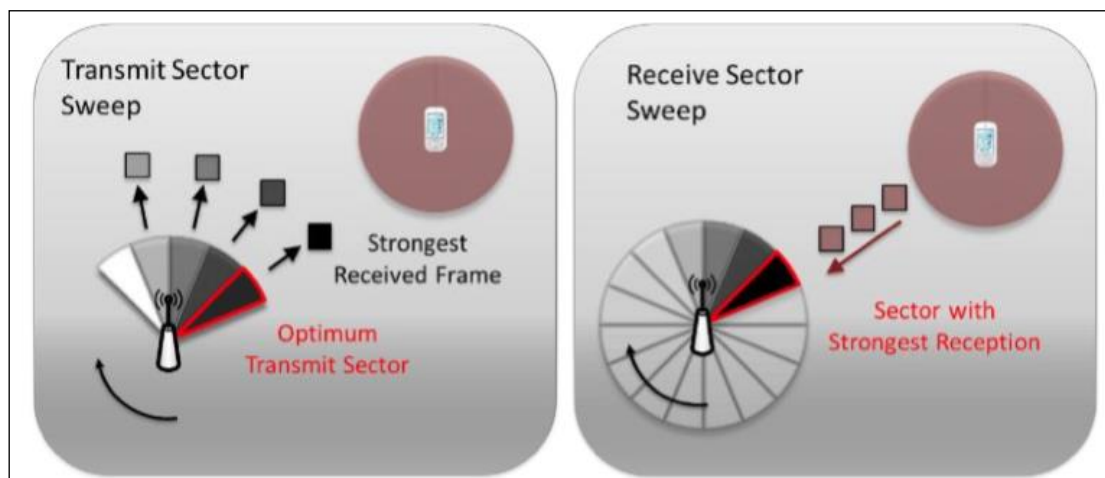 Transmit Sector
Sweep
Strongest
Received Frame
Optimum
Transmit Sector
Receive Sector
Sweep
Sector with
Strongest Reception